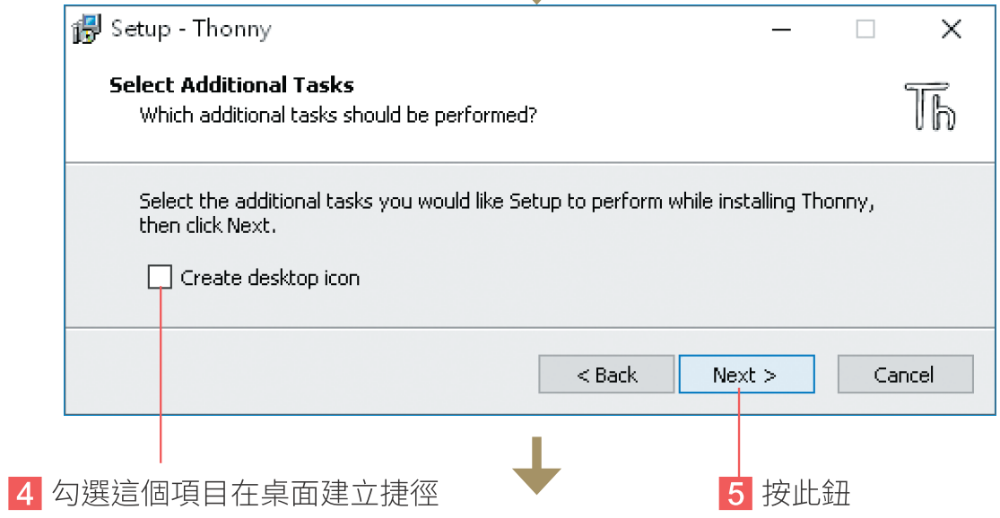 Setup - Thonny
Select Additional Tasks
Which additional tasks should be performed?
Th
Select the additional tasks you would like Setup to perform while installing Thonny,
then click Next.
Create desktop icon
< Back Next > Cancel
4 勾選這個項目在桌面建立捷徑 5 按此鈕